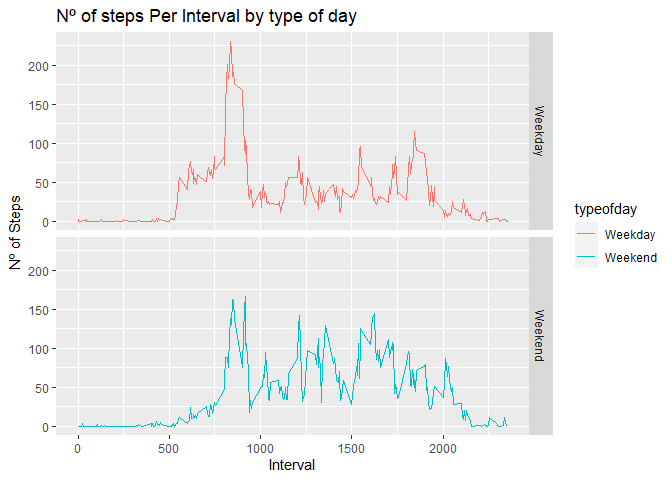 Nº of steps Per Interval by type of day
Nº of Steps
200
150
100
50
0
Weekday
200
150
100
50
0
Weekend
0
500
1000
1500
2000
Interval
typeofday
Weekday
Weekend